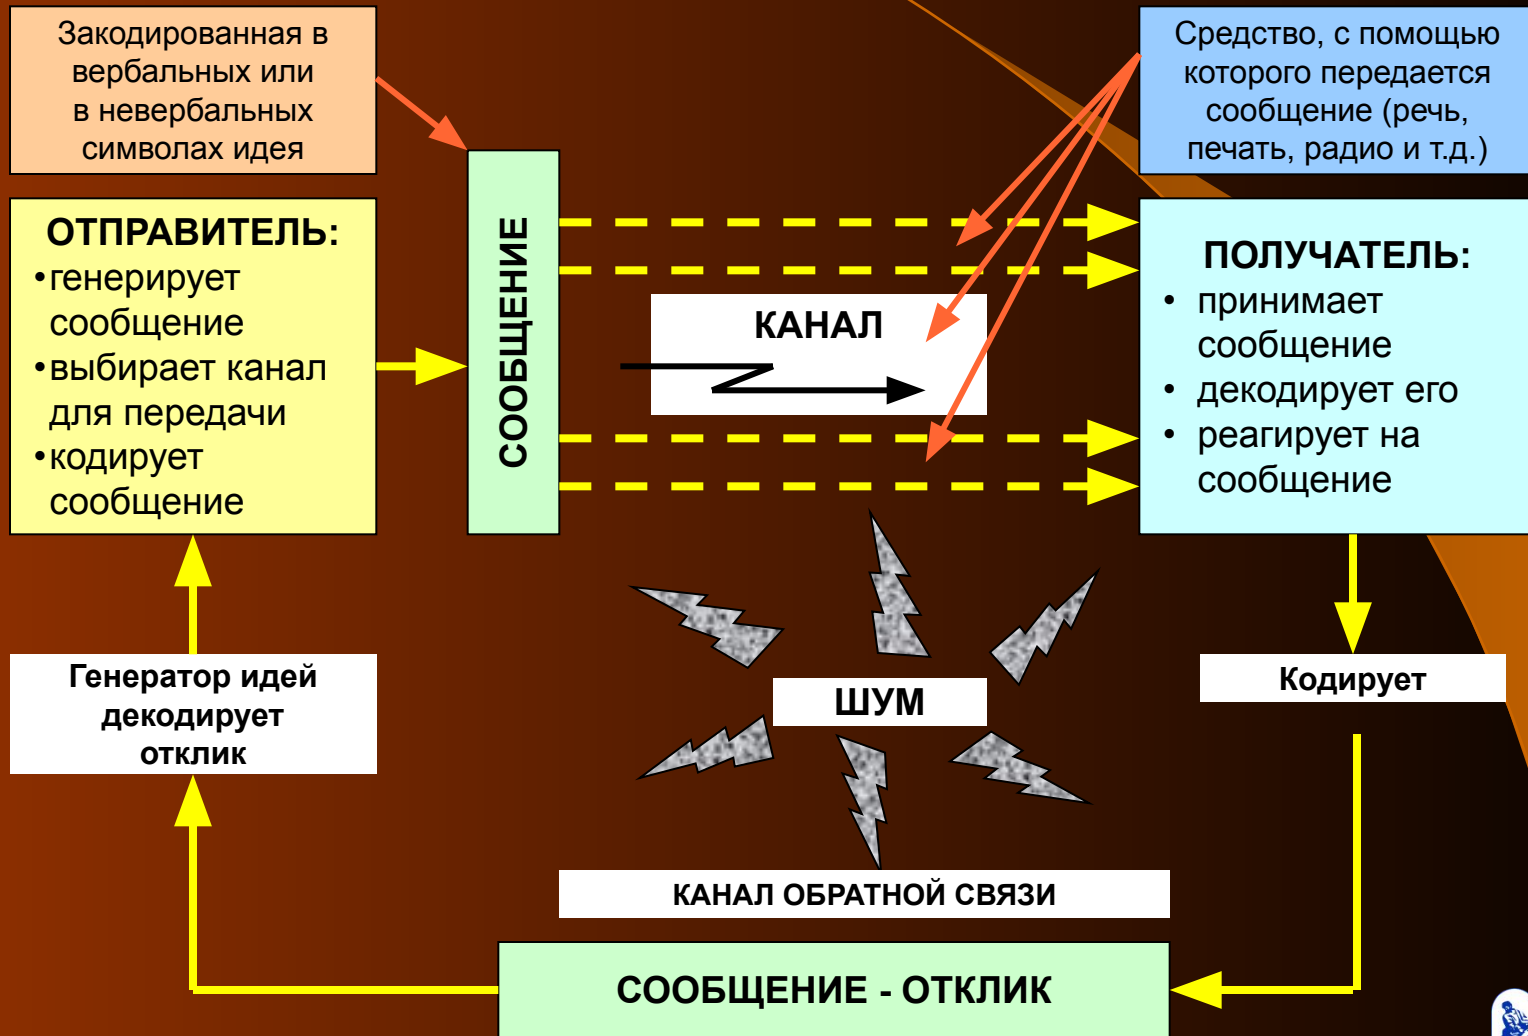 Закодированная в
вербальных или
в невербальных
символах идея
Средство, с помощью
которого передается
сообщение (речь,
печать, радио и т.д.)
ОТПРАВИТЕЛЬ:
•генерирует
сообщение
•выбирает канал
для передачи
•кодирует
сообщение
СООБЩЕНИЕ
КАНАЛ
ПОЛУЧАТЕЛЬ:
• принимает
сообщение
• декодирует его
• реагирует на
сообщение
Генератор идей
декодирует
отклик
ШУМ
Кодирует
КАНАЛ ОБРАТНОЙ СВЯЗИ
СООБЩЕНИЕ - ОТКЛИК